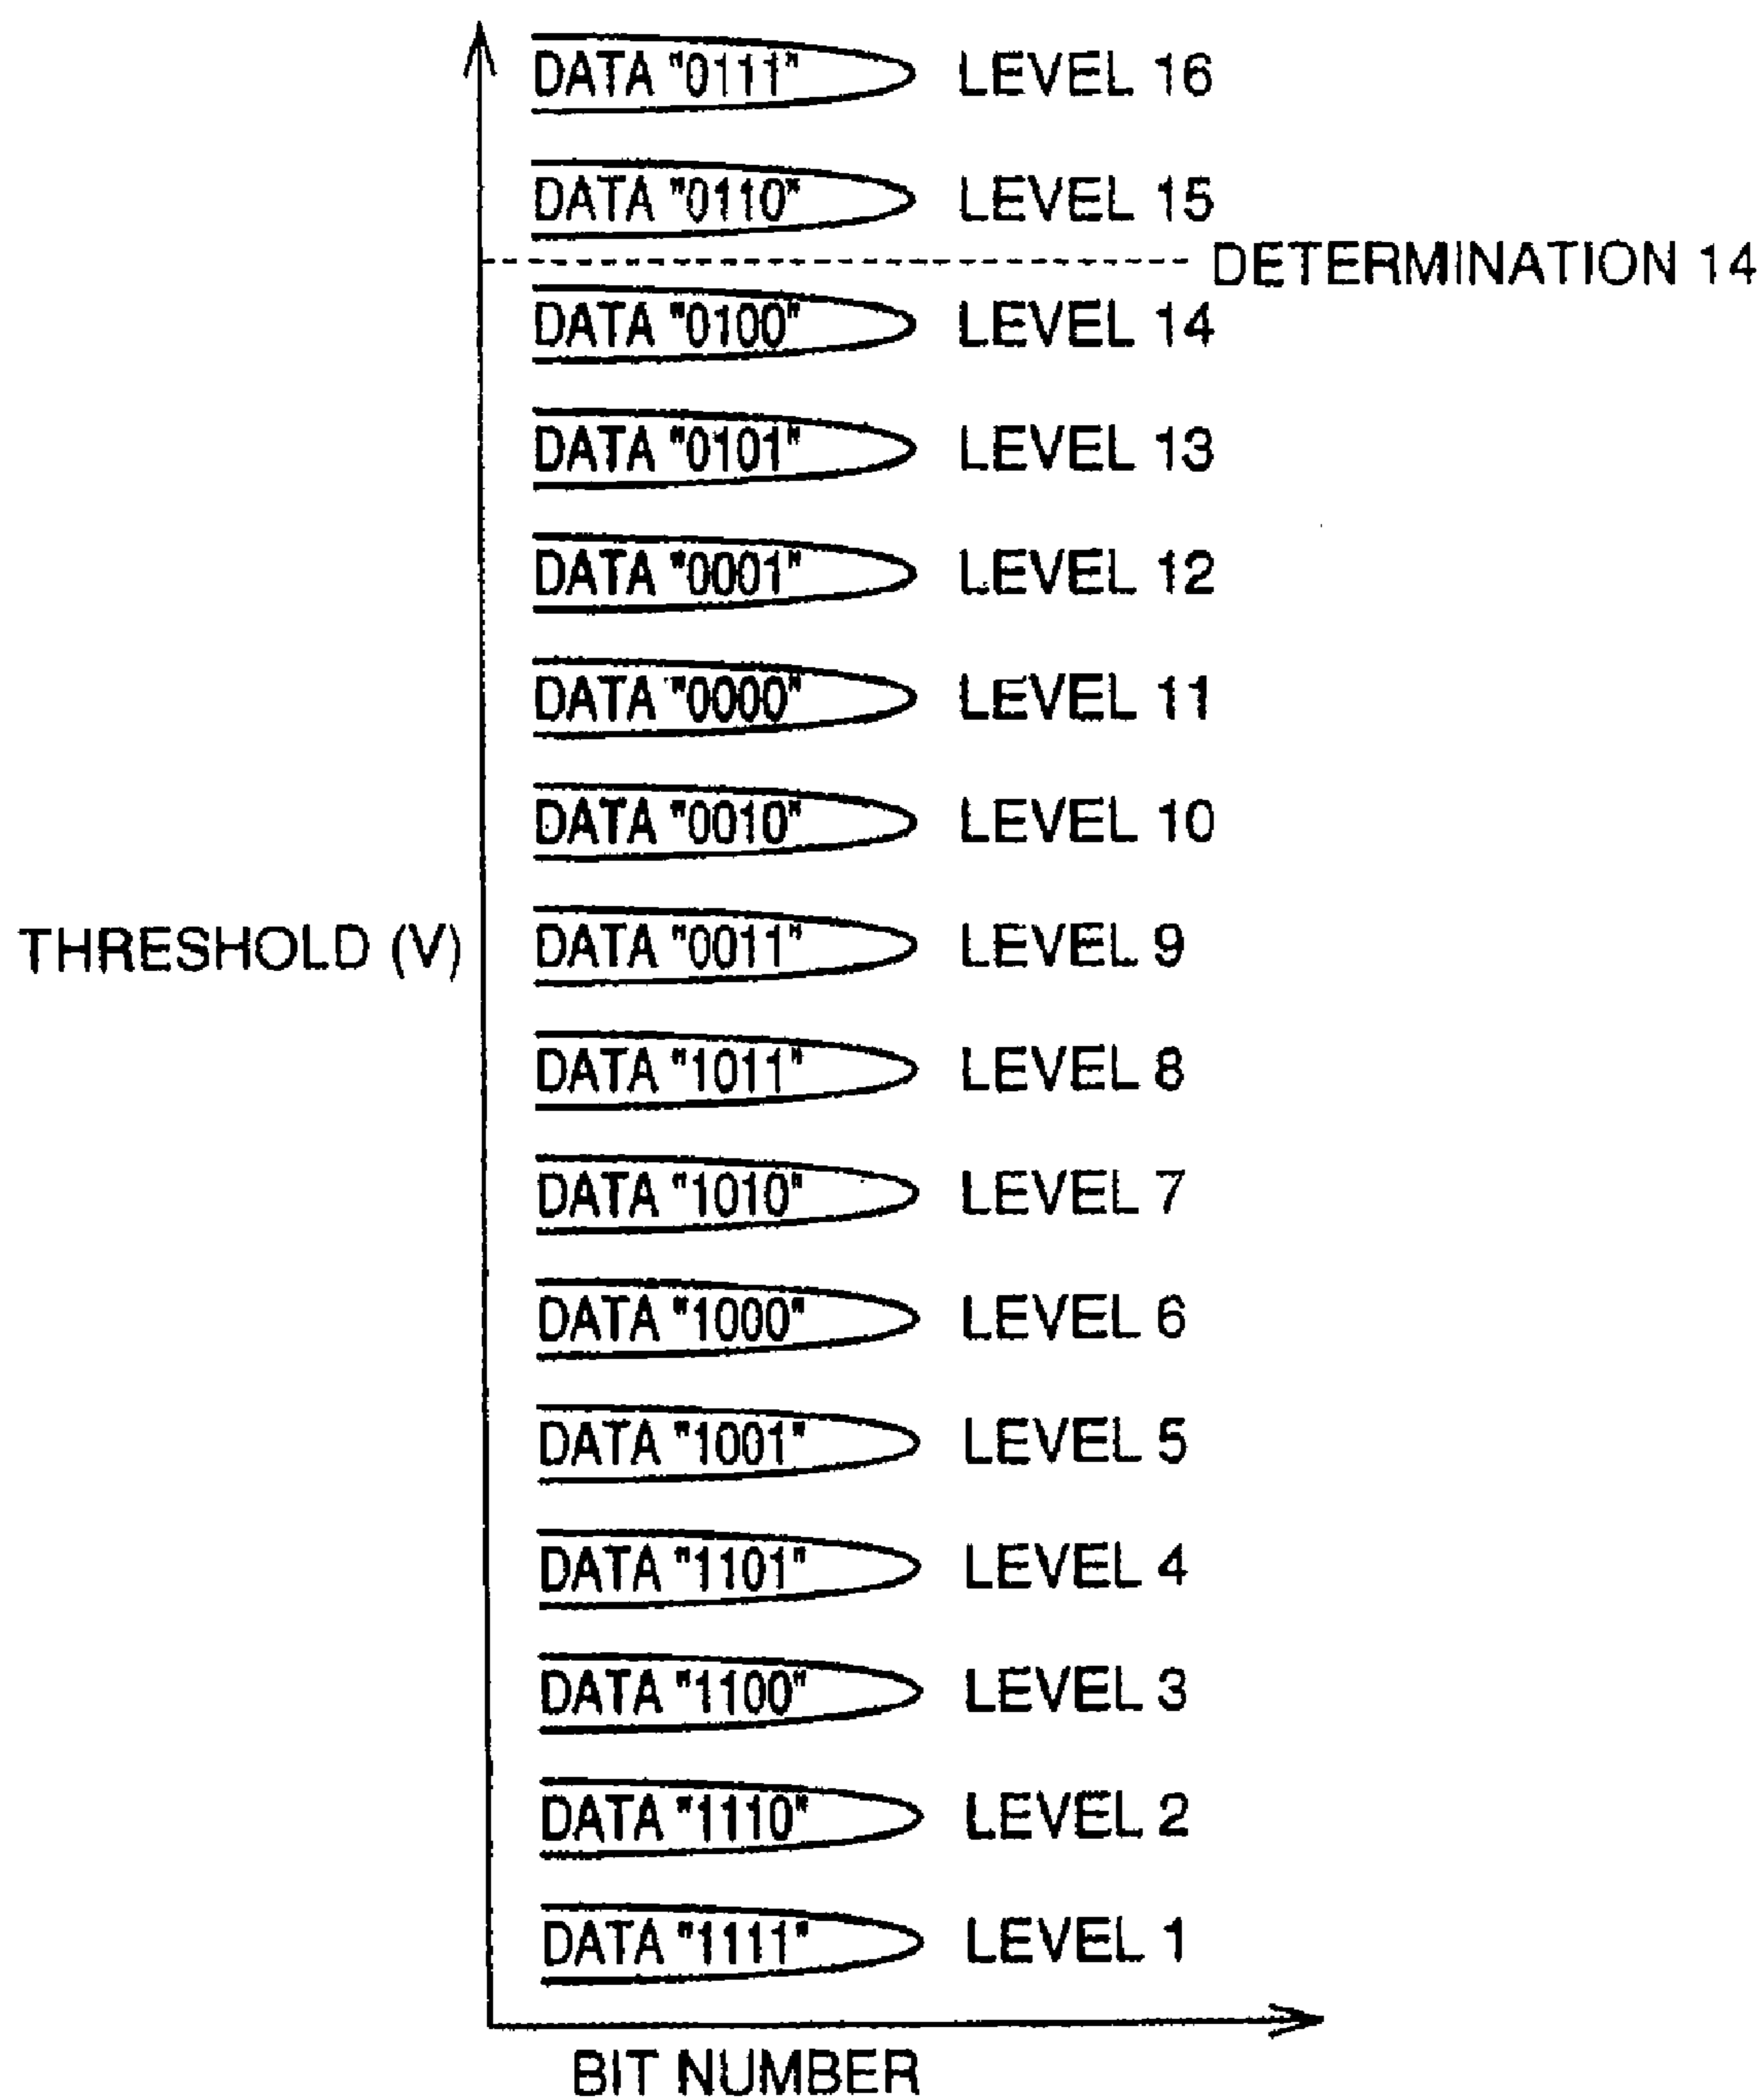 DATA "0111" LEVEL 16
DATA "0110" LEVEL 15
DETERMINATION 14
DATA "0100" LEVEL 14
DATA "0101" LEVEL 13
DATA "0001" LEVEL 12
DATA "0000" LEVEL 11
DATA "0010" LEVEL 10
THRESHOLD (V) DATA "0011" LEVEL 9
DATA "1011" LEVEL 8
DATA "1010" LEVEL 7
DATA "1000" LEVEL 6
DATA "1001" LEVEL 5
DATA "1101" LEVEL 4
DATA "1100" LEVEL 3
DATA "1110" LEVEL 2
DATA "1111" LEVEL 1
BIT NUMBER